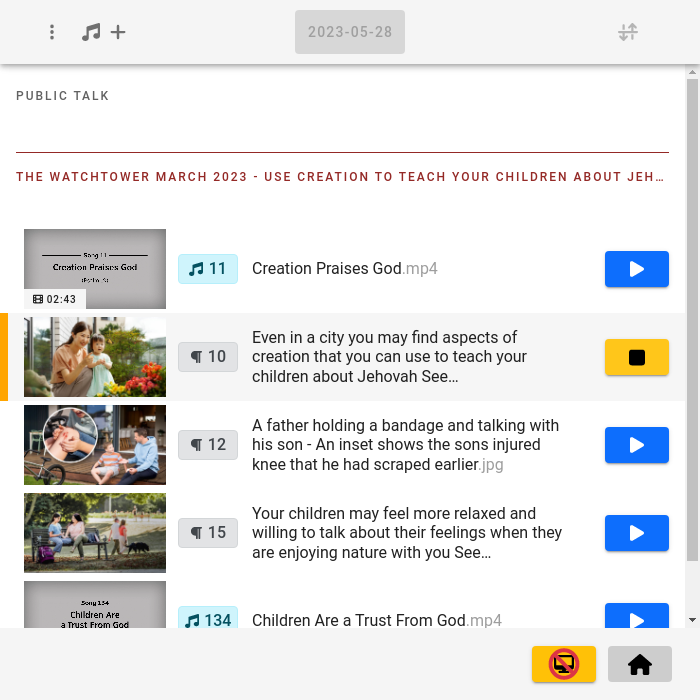 2023-05-28
PUBLIC TALK
THE WATCHTOWER MARCH 2023 - USE CREATION TO TEACH YOUR CHILDREN ABOUT JEH…
Song 11
Creation Praises God
02:43
11
Creation Praises God.mp4
¶ 10
Even in a city you may find aspects of
creation that you can use to teach your
children about Jehovah See…
¶ 12
A father holding a bandage and talking with
his son - An inset shows the sons injured
knee that he had scraped earlier.jpg
¶ 15
Your children may feel more relaxed and
willing to talk about their feelings when they
are enjoying nature with you See…
Song 134
Children Are
a Trust From God
134
Children Are a Trust From God.mp4